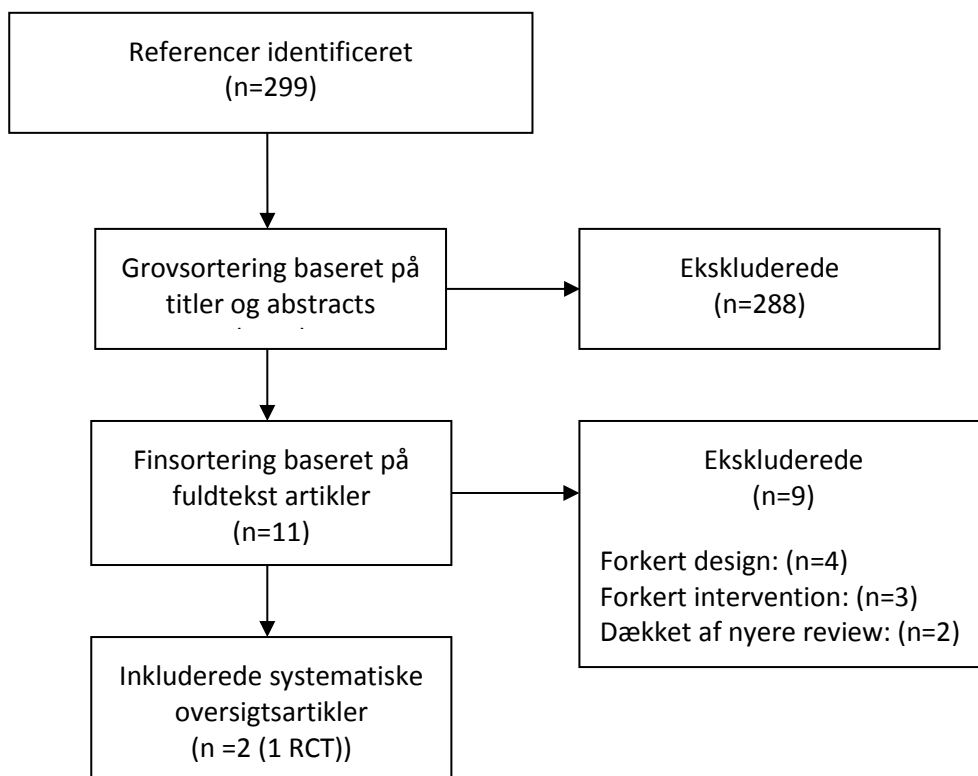 Referencer identificeret
(n=299)
Grovsortering baseret på
titler og abstracts
Ekskluderede
(n=288)
Finsortering baseret på
fuldtekst artikler
(n=11)
Ekskluderede
(n=9)
Forkert design: (n=4)
Forkert intervention: (n=3)
Dækket af nyere review: (n=2)
Inkluderede systematiske
oversigtsartikler
(n =2 (1 RCT))